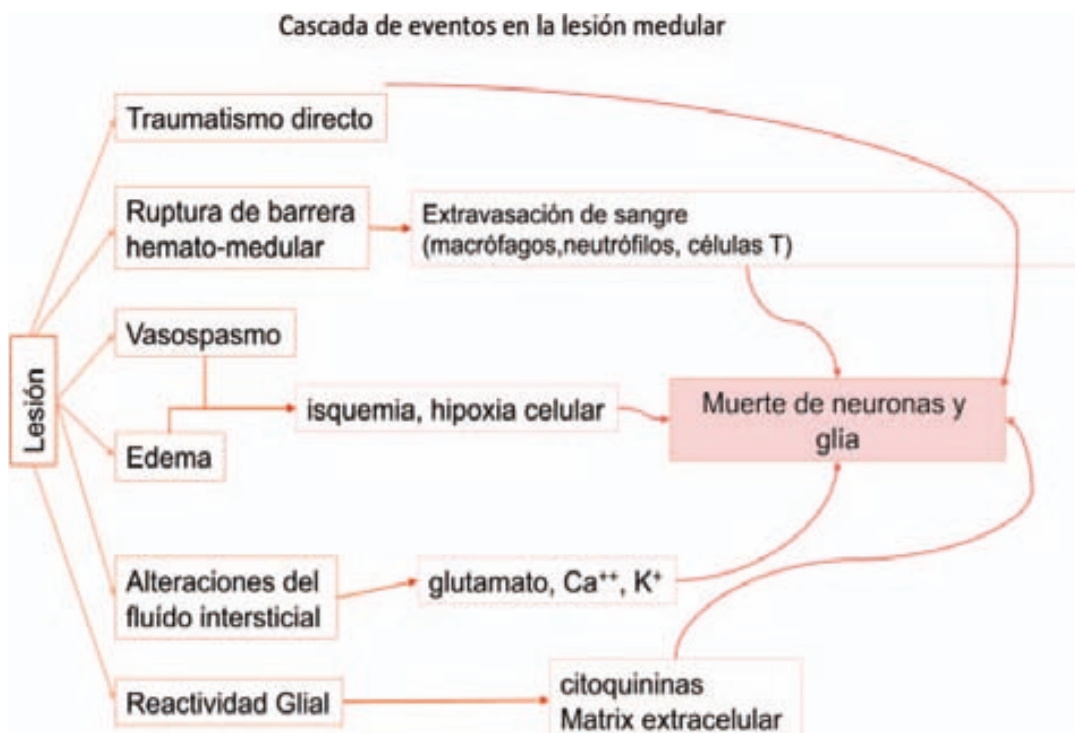 Cascada de eventos en la lesión medular
Traumatismo directo
Ruptura de barrera
hemato-medular
Extravasación de sangre
(macrófagos,neutrófilos, células T)
Vasospasmo
Lesión
isquemia, hipoxia celular
Muerte de neuronas y
glia
Edema
Alteraciones del
fluído intersticial
glutamato, Ca⁺⁺, K⁺
Reactividad Glial
citoquininas
Matrix extracelular